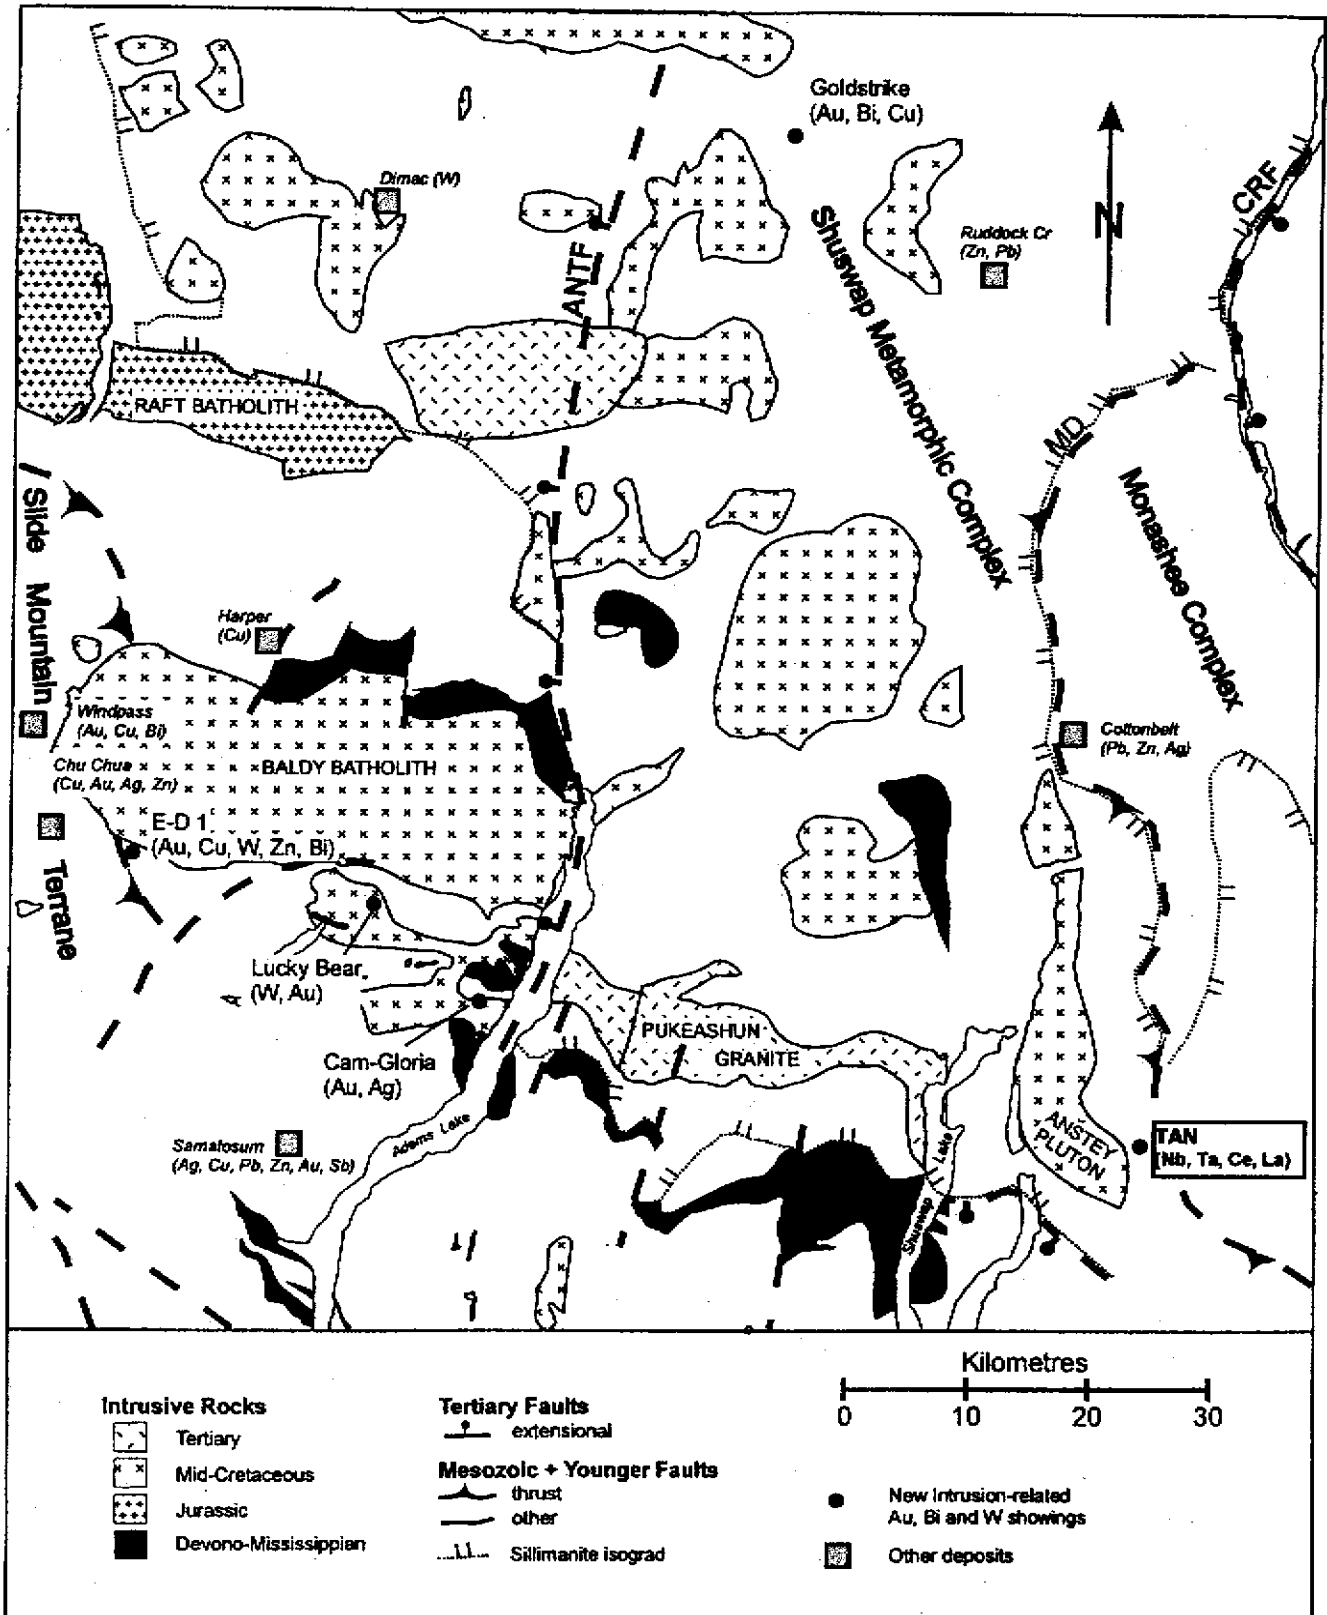 Goldstrike
(Au, Bi, Cu)
Dimac (W)
CRF
N
Ruddock Cr
(Zn, Pb)
ANTF
Shuswap Metamorphic Complex
RAFT BATHOLITH
MD
Monashee Complex
Slide Mountain Terrane
Harper
(Cu)
Windpass
(Au, Cu, Bi)
Cottonbelt
(Pb, Zn, Ag)
Chu Chua
(Cu, Au, Ag, Zn)
BALDY BATHOLITH
E-D 1
(Au, Cu, W, Zn, Bi)
Lucky Bear
(W, Au)
PUKEASHUN
GRANITE
Cam-Gloria
(Au, Ag)
Adams Lake
Samatosum
(Ag, Cu, Pb, Zn, Au, Sb)
ANSTEY
PLUTON
TAN
(Nb, Ta, Ce, La)
Shuswap Lake
Kilometres
0 10 20 30
Intrusive Rocks
Tertiary
Mid-Cretaceous
Jurassic
Devono-Mississippian
Tertiary Faults
extensional
Mesozoic + Younger Faults
thrust
other
Sillimanite isograd
New Intrusion-related
Au, Bi and W showings
Other deposits